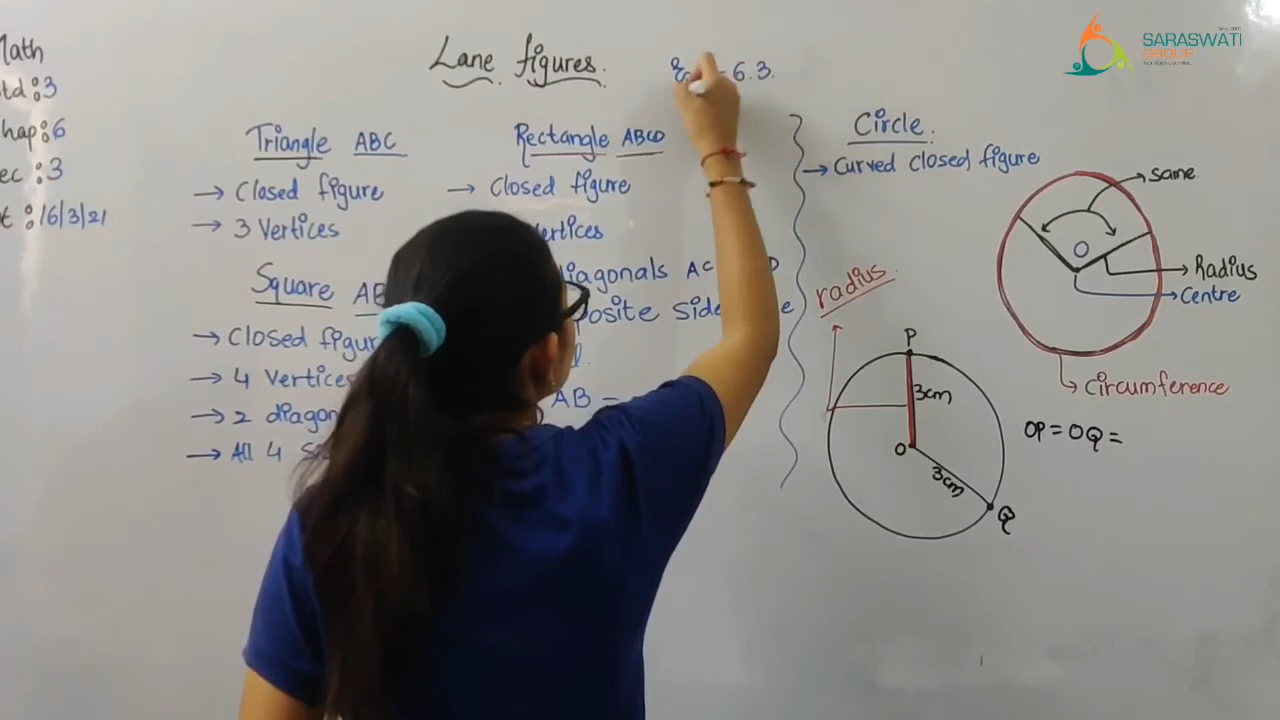 SARASWATI
GROUP
Math
td : 3
hap : 6
ec : 3
t : 16/3/21
Lane figures.
- 6.3.
Triangle ABC
→ Closed figure
→ 3 Vertices
Square
→ Closed figur
→ 4 Vertices
→ 2 diagon
→ All 4
Rectangle ABCD
→ Closed figure
ertices
iagonals AC D
posite side e
l.
AB =
Circle.
→ Curved closed figure
same
O
Radius
Centre
Circumference
radius.
P
3cm
O
3cm
Q
OP = OQ =